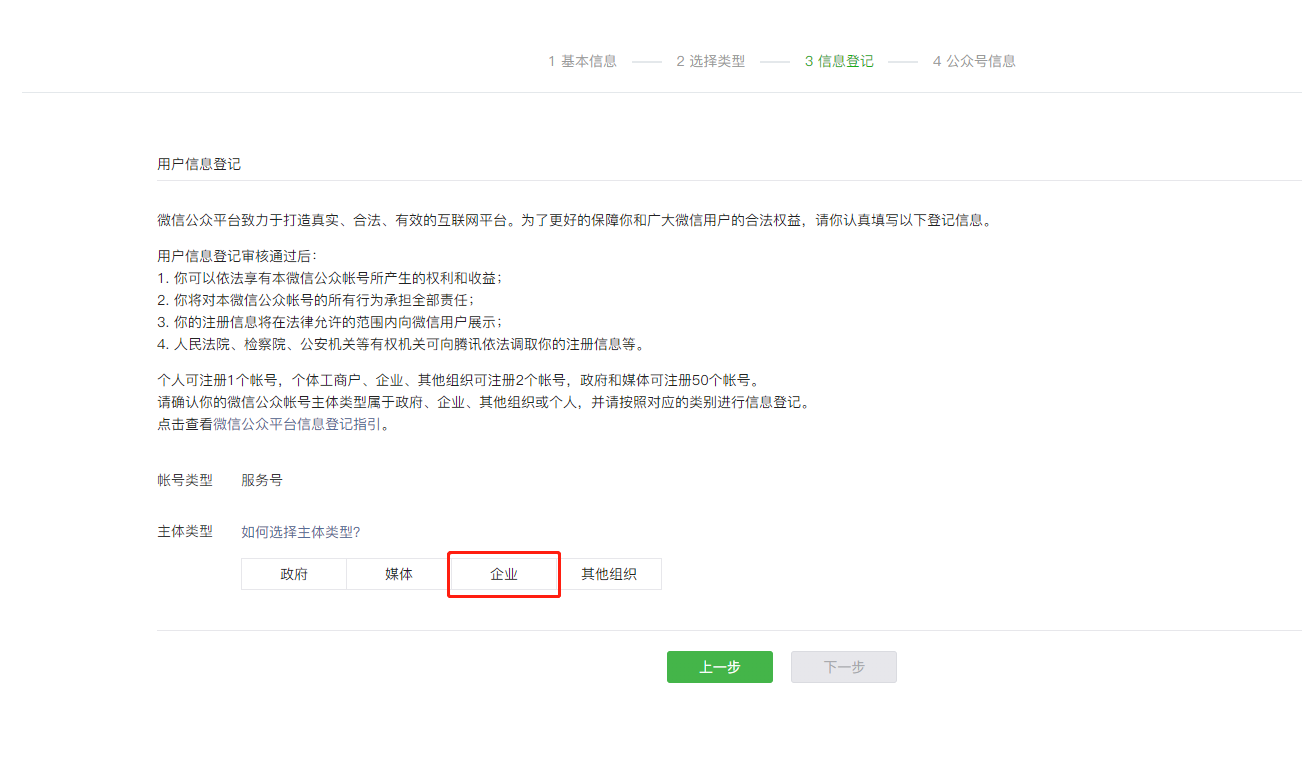 1 基本信息 2 选择类型 3 信息登记 4 公众号信息
用户信息登记
微信公众平台致力于打造真实、合法、有效的互联网平台。为了更好的保障你和广大微信用户的合法权益，请你认真填写以下登记信息。
用户信息登记审核通过后：
1. 你可以依法享有本微信公众帐号所产生的权利和收益；
2. 你将对本微信公众帐号的所有行为承担全部责任；
3. 你的注册信息将在法律允许的范围内向微信用户展示；
4. 人民法院、检察院、公安机关等有权机关可向腾讯依法调取你的注册信息等。
个人可注册1个帐号，个体工商户、企业、其他组织可注册2个帐号，政府和媒体可注册50个帐号。
请确认你的微信公众帐号主体类型属于政府、企业、其他组织或个人，并请按照对应的类别进行信息登记。
点击查看微信公众平台信息登记指引。
帐号类型 服务号
主体类型 如何选择主体类型?
政府 媒体 企业 其他组织
上一步 下一步